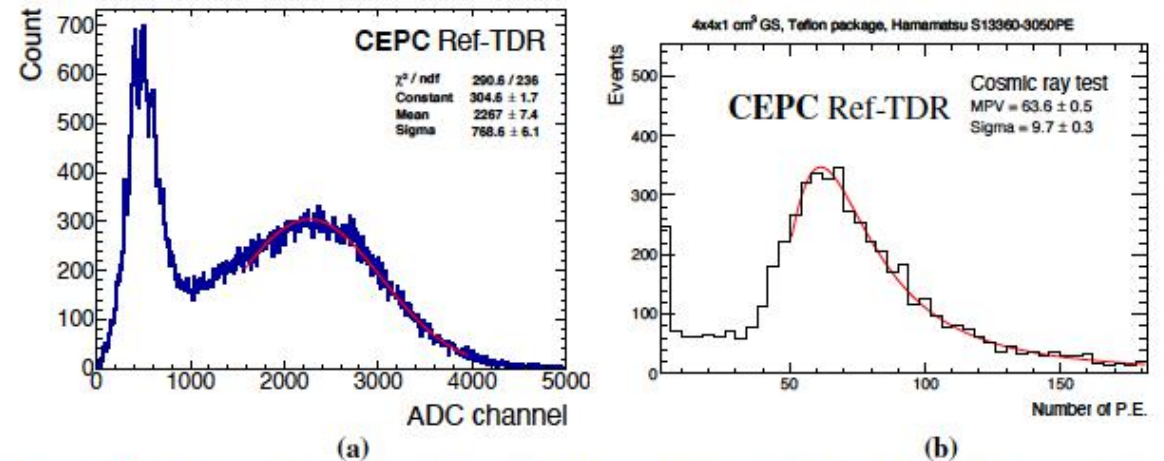 CEPC Ref-TDR
χ² / ndf 290.6 / 236
Constant 304.6 ± 1.7
Mean 2267 ± 7.4
Sigma 768.6 ± 6.1
Count
700
600
500
400
300
200
100
0
0 1000 2000 3000 4000 5000
ADC channel
(a)
4x4x1 cm³ GS, Teflon package, Hamamatsu S13360-3050PE
Cosmic ray test
MPV = 63.6 ± 0.5
Sigma = 9.7 ± 0.3
CEPC Ref-TDR
Events
500
400
300
200
100
0
50 100 150
Number of P.E.
(b)